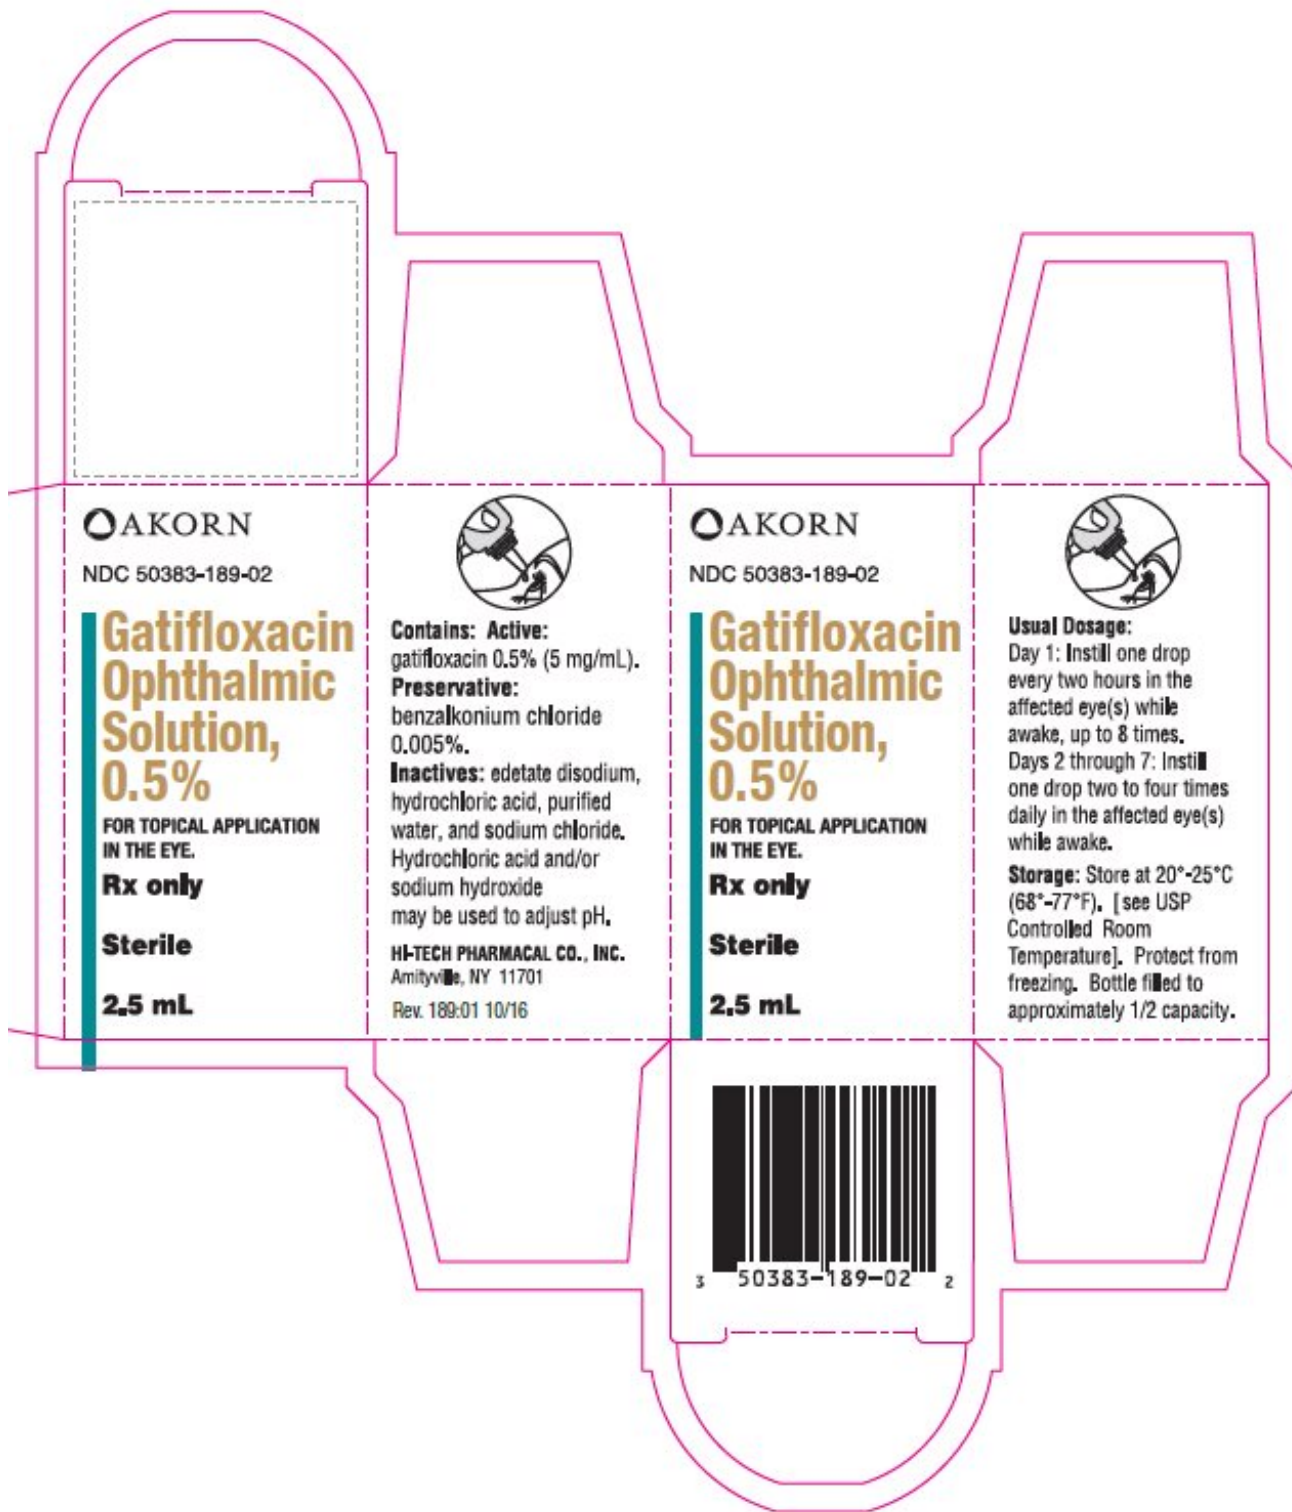 AKORN
NDC 50383-189-02
Gatifloxacin
Ophthalmic
Solution,
0.5%
FOR TOPICAL APPLICATION
IN THE EYE.
Rx only
Sterile
2.5 mL
Contains: Active:
gatifloxacin 0.5% (5 mg/mL).
Preservative:
benzalkonium chloride
0.005%.
Inactives: edetate disodium,
hydrochloric acid, purified
water, and sodium chloride.
Hydrochloric acid and/or
sodium hydroxide
may be used to adjust pH.
HI-TECH PHARMACAL CO., INC.
Amityville, NY 11701
Rev. 189:01 10/16
AKORN
NDC 50383-189-02
Gatifloxacin
Ophthalmic
Solution,
0.5%
FOR TOPICAL APPLICATION
IN THE EYE.
Rx only
Sterile
2.5 mL
Usual Dosage:
Day 1: Instill one drop
every two hours in the
affected eye(s) while
awake, up to 8 times.
Days 2 through 7: Instill
one drop two to four times
daily in the affected eye(s)
while awake.
Storage: Store at 20°-25°C
(68°-77°F). [see USP
Controlled Room
Temperature]. Protect from
freezing. Bottle filled to
approximately 1/2 capacity.
3 50383-189-02 2